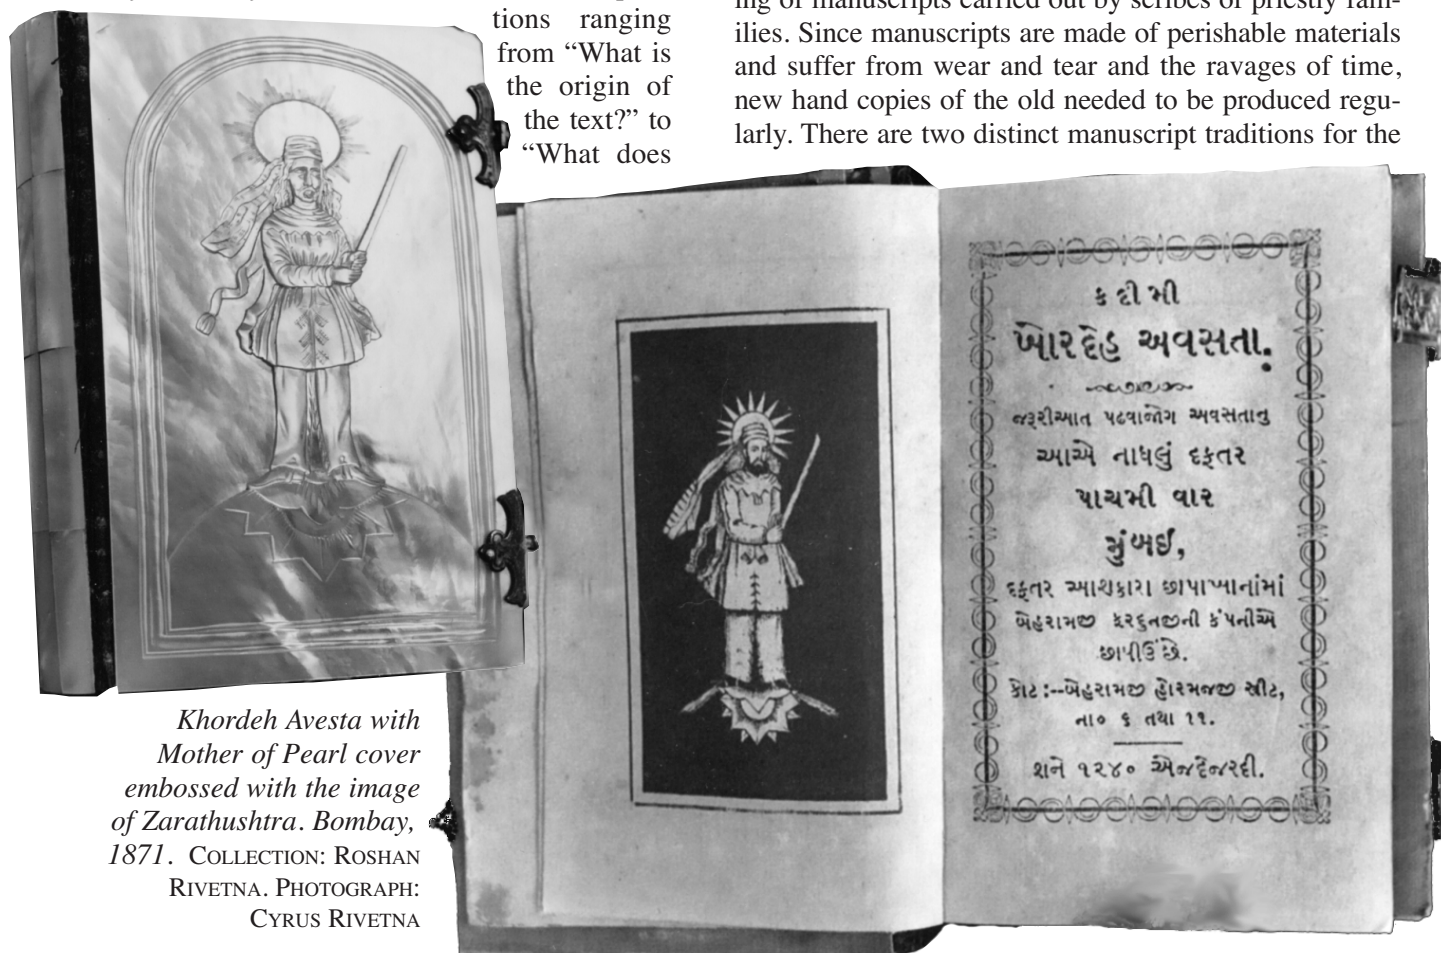 tions ranging
from “What is
the origin of
the text?” to
“What does
ing of manuscripts carried out by scribes of priestly fam-
ilies. Since manuscripts are made of perishable materials
and suffer from wear and tear and the ravages of time,
new hand copies of the old needed to be produced regu-
larly. There are two distinct manuscript traditions for the
કદીમી
ખોરદેહ અવસતા.
જરૂરીઆત પઢવાજોગ અવસતાનુ
આએ નાધલું દફતર
પાચમી વાર
મુંબઈ,
દફતર આશકારા છાપાખાનાંમાં
બેહરામજી ફરદુનજીની કંપનીએ
છાપીઉં છે.
કોટ:--બેહરામજી હોરમજજી સ્રીટ,
ના૦ ૬ તથા ૧૧.
શને ૧૨૪૦ એજદેજરદી.
Khordeh Avesta with
Mother of Pearl cover
embossed with the image
of Zarathushtra. Bombay,
1871. COLLECTION: ROSHAN
RIVETNA. PHOTOGRAPH:
CYRUS RIVETNA